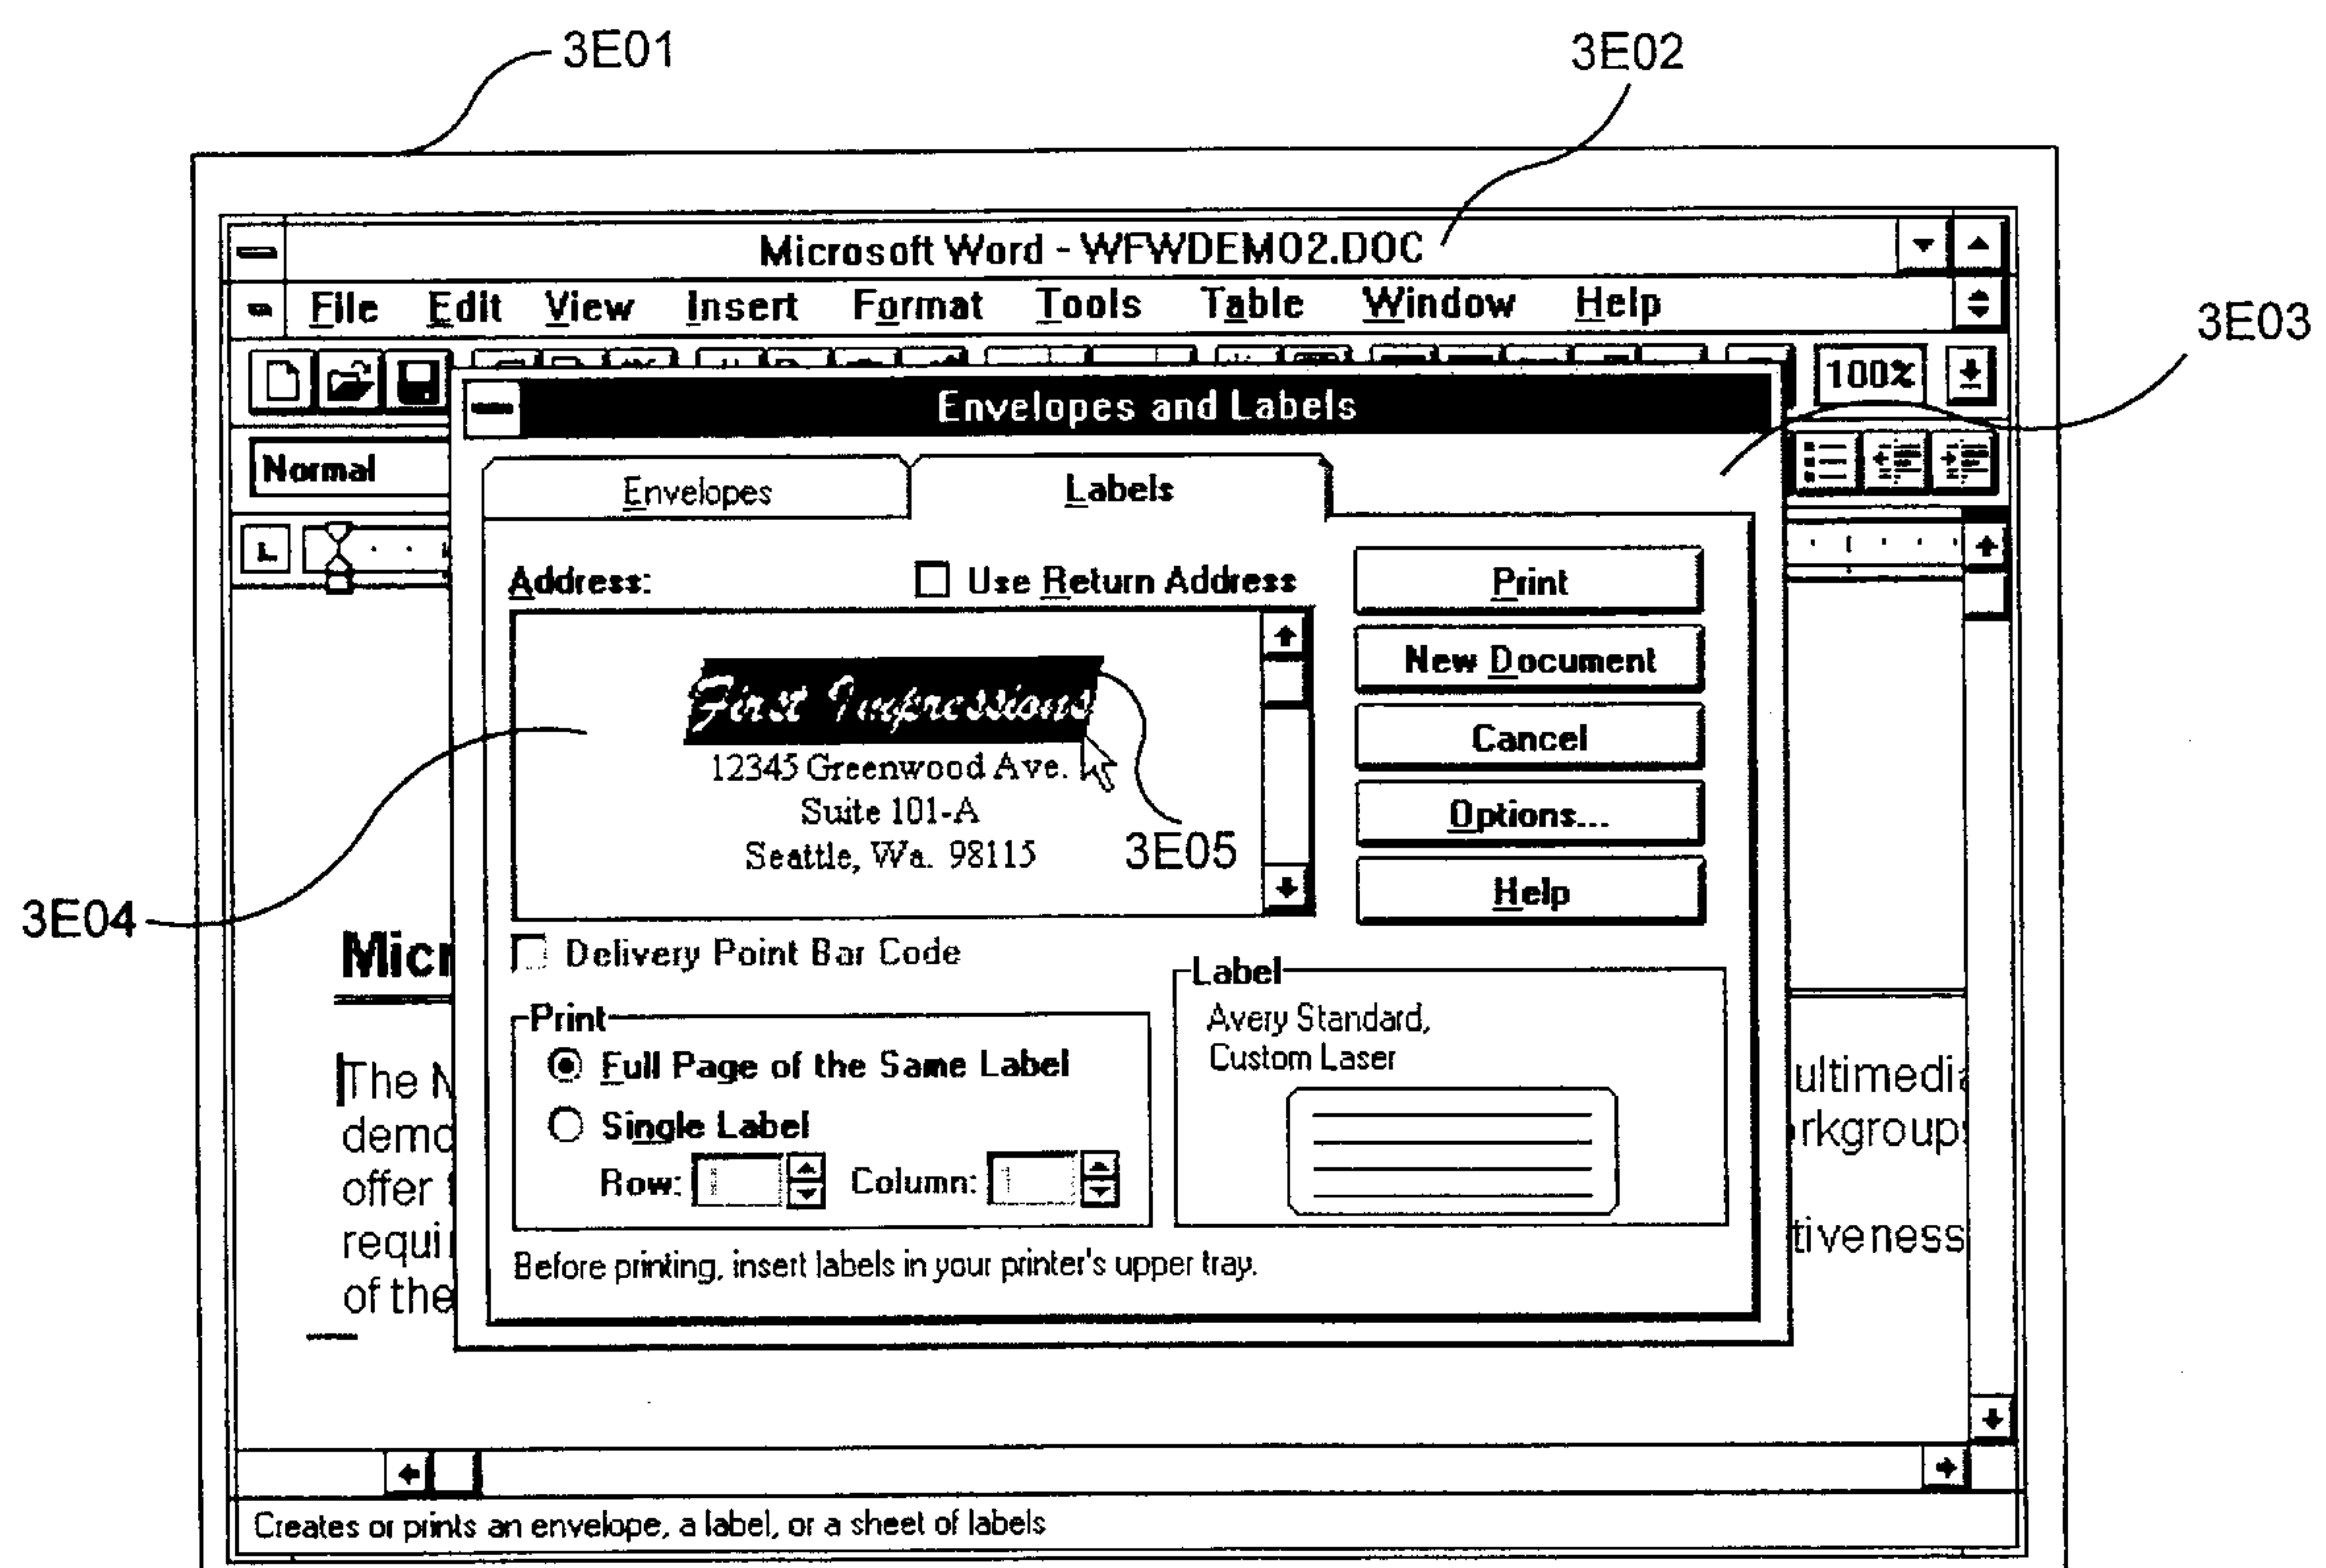 3E01
3E02
Microsoft Word - WFWDEMO2.DOC
File Edit View Insert Format Tools Table Window Help
3E03
100%
Envelopes and Labels
Normal
Envelopes Labels
L
Address: Use Return Address
Print
New Document
First Impressions
Cancel
12345 Greenwood Ave.
Suite 101-A
Options...
Seattle, Wa. 98115
3E05
Help
3E04
Micr
Delivery Point Bar Code
Label
Print
Avery Standard,
Custom Laser
Full Page of the Same Label
The M ultimedia
Single Label
demo rkgroup
Row: 1 Column: 1
offer
requi tiveness
Before printing, insert labels in your printer's upper tray.
of the
Creates or prints an envelope, a label, or a sheet of labels